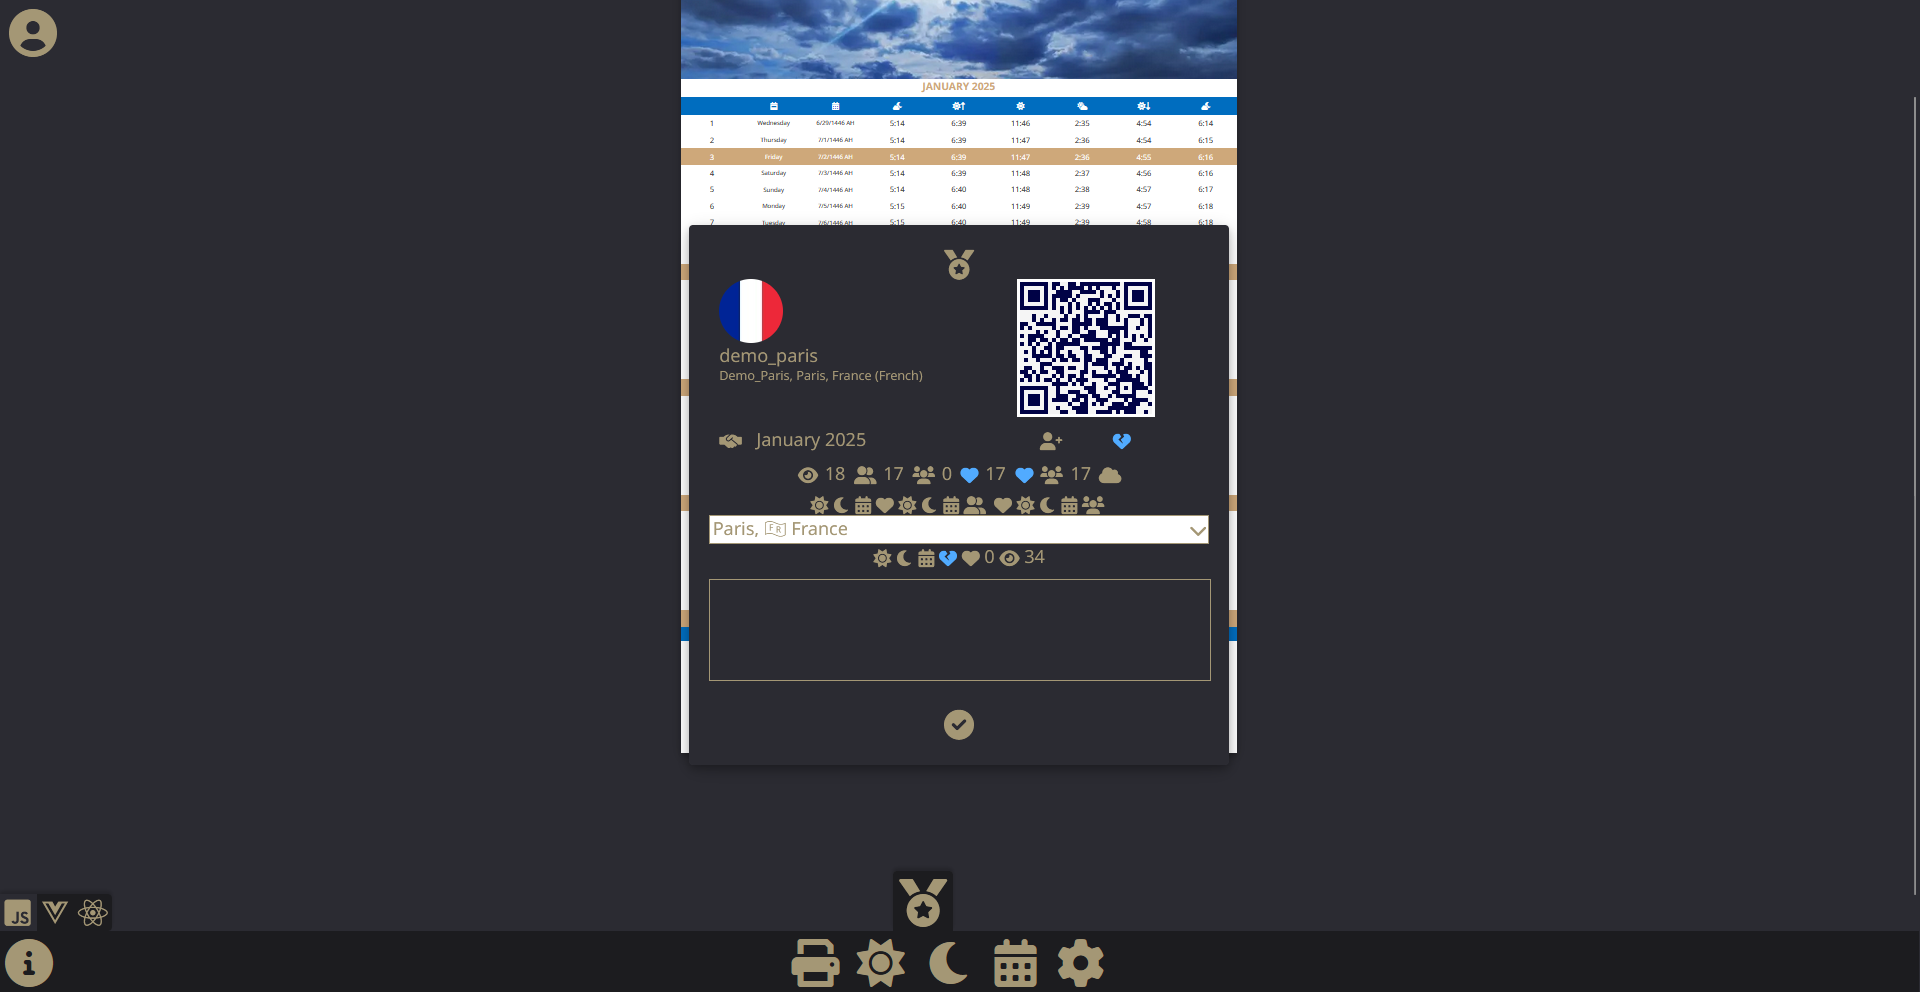 JANUARY 2025
1 Wednesday 6/29/1446 AH 5:14 6:39 11:46 2:35 4:54 6:14
2 Thursday 7/1/1446 AH 5:14 6:39 11:47 2:36 4:54 6:15
3 Friday 7/2/1446 AH 5:14 6:39 11:47 2:36 4:55 6:16
4 Saturday 7/3/1446 AH 5:14 6:39 11:48 2:37 4:56 6:16
5 Sunday 7/4/1446 AH 5:14 6:40 11:48 2:38 4:57 6:17
6 Monday 7/5/1446 AH 5:15 6:40 11:49 2:39 4:57 6:18
7 Tuesday 7/6/1446 AH 5:15 6:40 11:49 2:39 4:58 6:18
demo_paris
Demo_Paris, Paris, France (French)
January 2025
18 17 0 17 17
Paris, FR France
0 34
JS